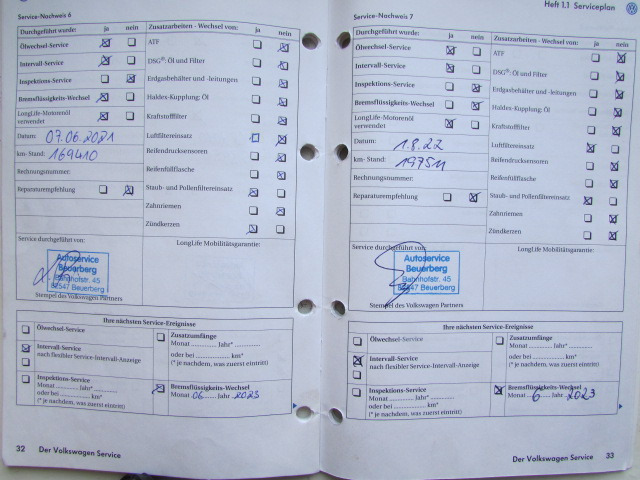 Service-Nachweis 6
Durchgeführt wurde: ja nein
Ölwechsel-Service
Intervall-Service
Inspektions-Service
Bremsflüssigkeits-Wechsel
LongLife-Motorenöl
verwendet
Datum: 07.06.2021
km-Stand: 169410
Rechnungsnummer:
Reparaturempfehlung
Zusatzarbeiten - Wechsel von: ja nein
ATF
DSG®: Öl und Filter
Erdgasbehälter und -leitungen
Haldex-Kupplung: Öl
Kraftstofffilter
Luftfiltereinsatz
Reifendrucksensoren
Reifenfüllflasche
Staub- und Pollenfiltereinsatz
Zahnriemen
Zündkerzen
Service durchgeführt von:
LongLife Mobilitätsgarantie:
Autoservice
Beuerberg
Bahnhofstr. 45
82547 Beuerberg
Stempel des Volkswagen Partners
Ihre nächsten Service-Ereignisse
Ölwechsel-Service
Intervall-Service
nach flexibler Service-Intervall-Anzeige
Inspektions-Service
Monat ............ Jahr* ............
oder bei ............ km*
(* je nachdem, was zuerst eintritt)
Zusatzumfänge
Monat ............ Jahr* ............
oder bei ............ km*
(* je nachdem, was zuerst eintritt)
Bremsflüssigkeits-Wechsel
Monat 06 Jahr 2023
32 Der Volkswagen Service
Heft 1.1 Serviceplan
Service-Nachweis 7
Durchgeführt wurde: ja nein
Ölwechsel-Service
Intervall-Service
Inspektions-Service
Bremsflüssigkeits-Wechsel
LongLife-Motorenöl
verwendet
Datum: 1.8.22
km-Stand: 197511
Rechnungsnummer:
Reparaturempfehlung
Zusatzarbeiten - Wechsel von: ja nein
ATF
DSG®: Öl und Filter
Erdgasbehälter und -leitungen
Haldex-Kupplung: Öl
Kraftstofffilter
Luftfiltereinsatz
Reifendrucksensoren
Reifenfüllflasche
Staub- und Pollenfiltereinsatz
Zahnriemen
Zündkerzen
Service durchgeführt von:
LongLife Mobilitätsgarantie:
Autoservice
Beuerberg
Bahnhofstr. 45
82547 Beuerberg
Stempel des Volkswagen Partners
Ihre nächsten Service-Ereignisse
Ölwechsel-Service
Intervall-Service
nach flexibler Service-Intervall-Anzeige
Inspektions-Service
Monat ............ Jahr* ............
oder bei ............ km*
(* je nachdem, was zuerst eintritt)
Zusatzumfänge
Monat ............ Jahr* ............
oder bei ............ km*
(* je nachdem, was zuerst eintritt)
Bremsflüssigkeits-Wechsel
Monat 6 Jahr 2023
Der Volkswagen Service 33